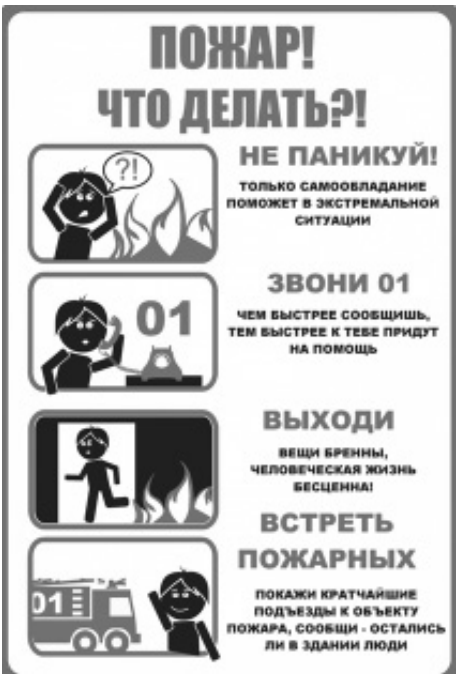 ПОЖАР!
ЧТО ДЕЛАТЬ?!
?!
НЕ ПАНИКУЙ!
ТОЛЬКО САМООБЛАДАНИЕ
ПОМОЖЕТ В ЭКСТРЕМАЛЬНОЙ
СИТУАЦИИ
01
ЗВОНИ 01
ЧЕМ БЫСТРЕЕ СООБЩИШЬ,
ТЕМ БЫСТРЕЕ К ТЕБЕ ПРИДУТ
НА ПОМОЩЬ
ВЫХОДИ
ВЕЩИ БРЕННЫ,
ЧЕЛОВЕЧЕСКАЯ ЖИЗНЬ
БЕСЦЕННА!
ВСТРЕТЬ
ПОЖАРНЫХ
01
ПОКАЖИ КРАТЧАЙШИЕ
ПОДЪЕЗДЫ К ОБЪЕКТУ
ПОЖАРА, СООБЩИ - ОСТАЛИСЬ
ЛИ В ЗДАНИИ ЛЮДИ